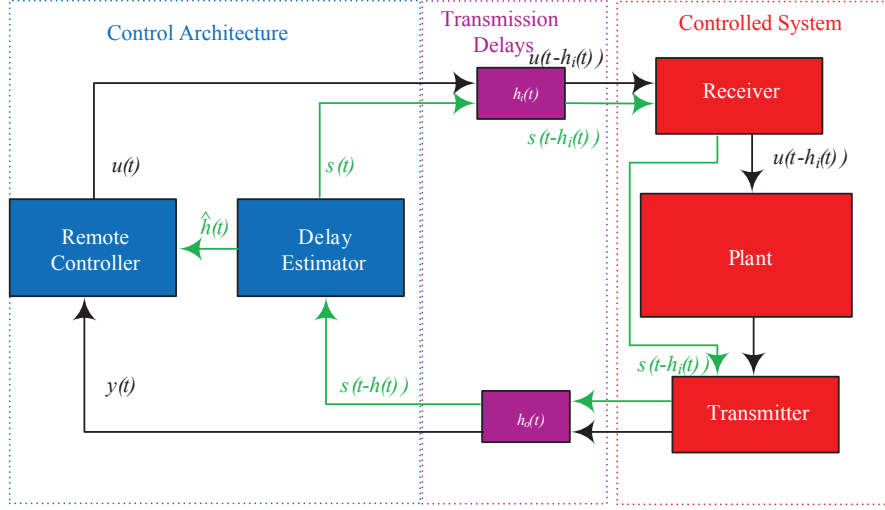 Control Architecture
Transmission
Delays
Controlled System
u(t-hᵢ(t))
hᵢ(t)
Receiver
s(t)
s(t-hᵢ(t))
u(t)
u(t-hᵢ(t))
ĥ(t)
Remote
Controller
Delay
Estimator
Plant
y(t)
s(t-h(t))
s(t-hᵢ(t))
hₒ(t)
Transmitter